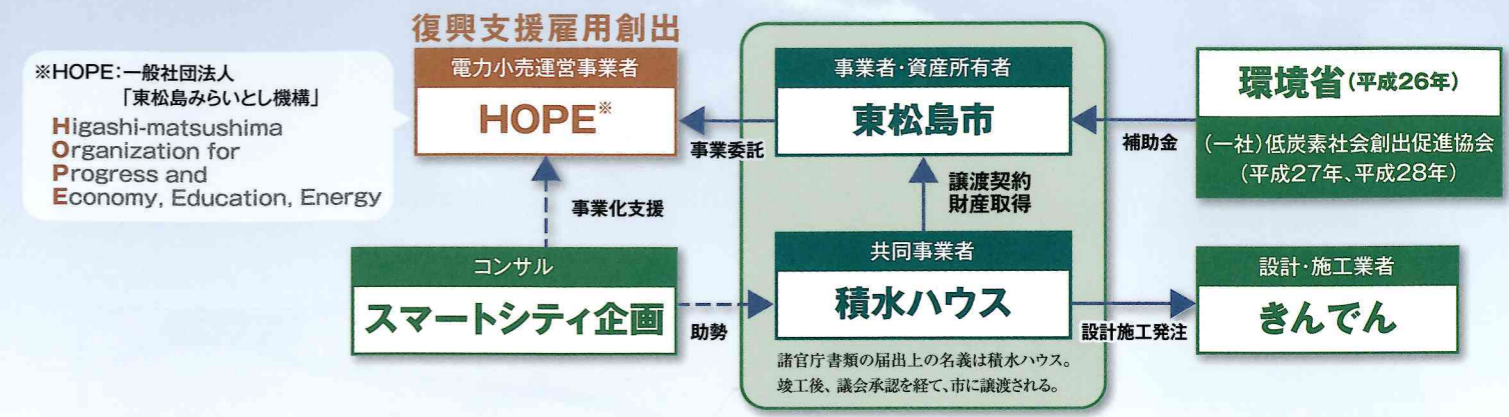 復興支援雇用創出
※HOPE:一般社団法人
「東松島みらいとし機構」
Higashi-matsushima
Organization for
Progress and
Economy, Education, Energy
電力小売運営事業者
HOPE※
事業委託
事業者・資産所有者
東松島市
補助金
環境省(平成26年)
(一社)低炭素社会創出促進協会
(平成27年、平成28年)
事業化支援
譲渡契約
財産取得
コンサル
スマートシティ企画
助勢
共同事業者
積水ハウス
設計施工発注
設計・施工業者
きんでん
諸官庁書類の届出上の名義は積水ハウス。
竣工後、議会承認を経て、市に譲渡される。